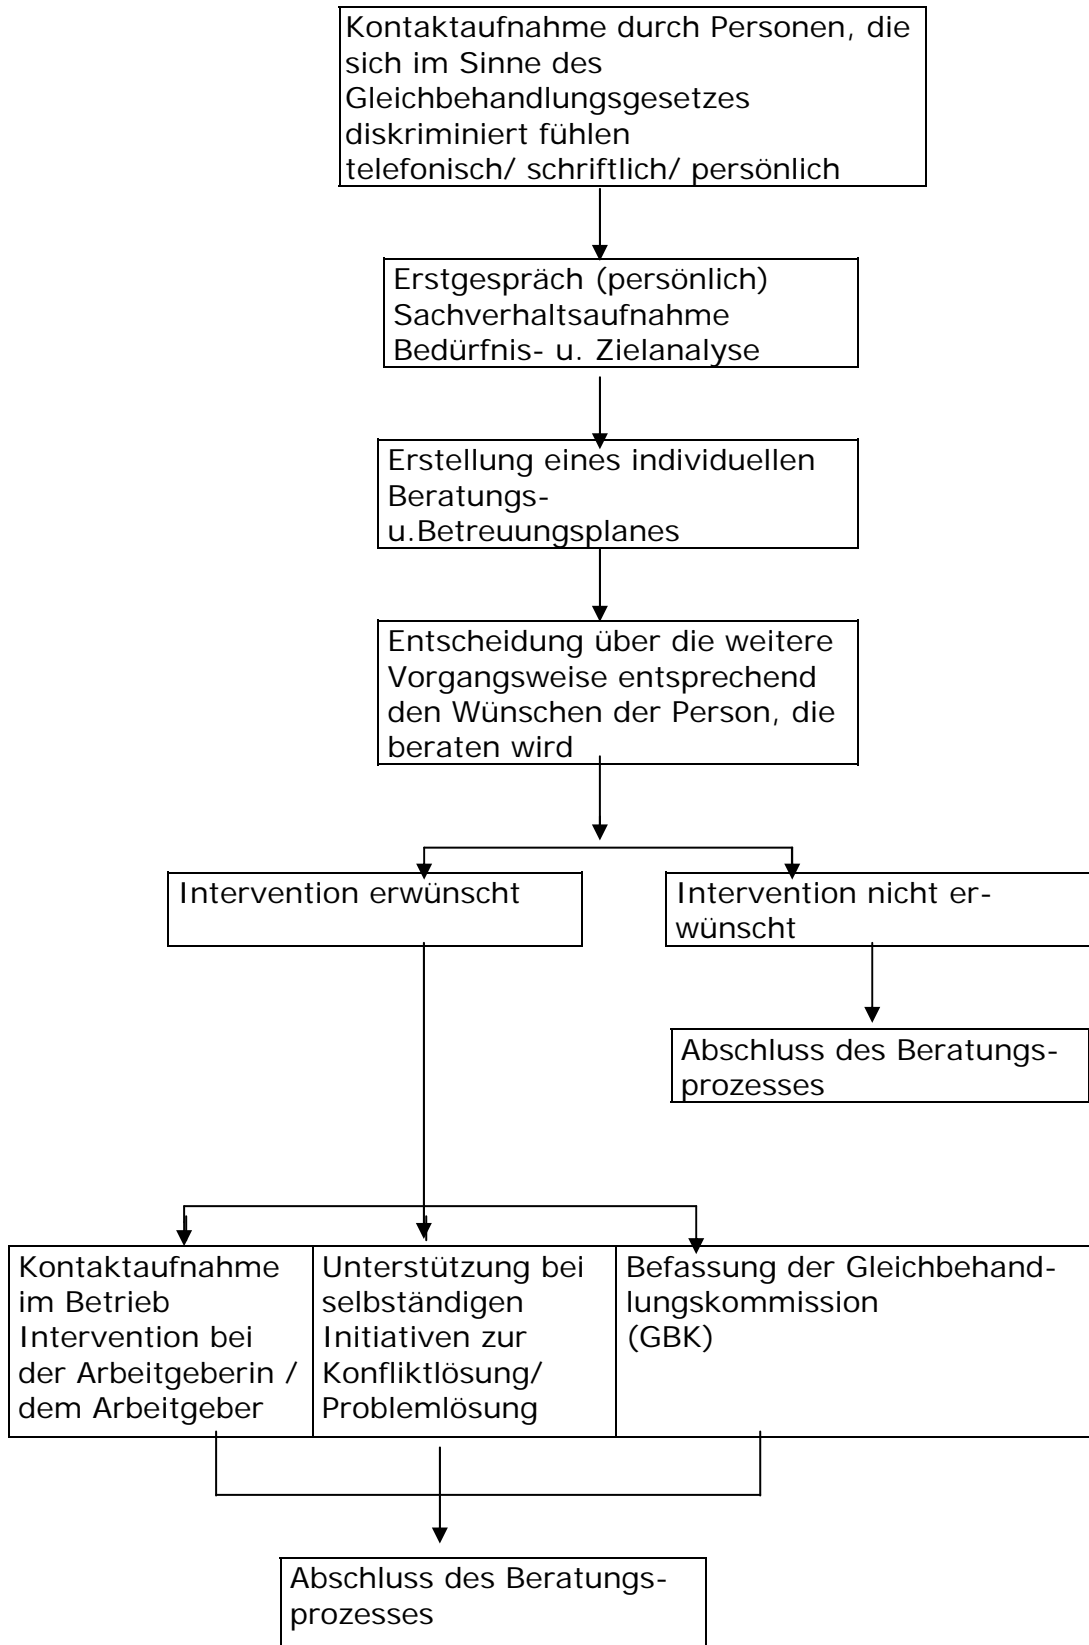 Kontaktaufnahme durch Personen, die
sich im Sinne des
Gleichbehandlungsgesetzes
diskriminiert fühlen
telefonisch/ schriftlich/ persönlich
Erstgespräch (persönlich)
Sachverhaltsaufnahme
Bedürfnis- u. Zielanalyse
Erstellung eines individuellen
Beratungs-
u.Betreuungsplanes
Entscheidung über die weitere
Vorgangsweise entsprechend
den Wünschen der Person, die
beraten wird
Intervention erwünscht
Intervention nicht er-
wünscht
Abschluss des Beratungs-
prozesses
Kontaktaufnahme
im Betrieb
Intervention bei
der Arbeitgeberin /
dem Arbeitgeber
Unterstützung bei
selbständigen
Initiativen zur
Konfliktlösung/
Problemlösung
Befassung der Gleichbehand-
lungskommission
(GBK)
Abschluss des Beratungs-
prozesses